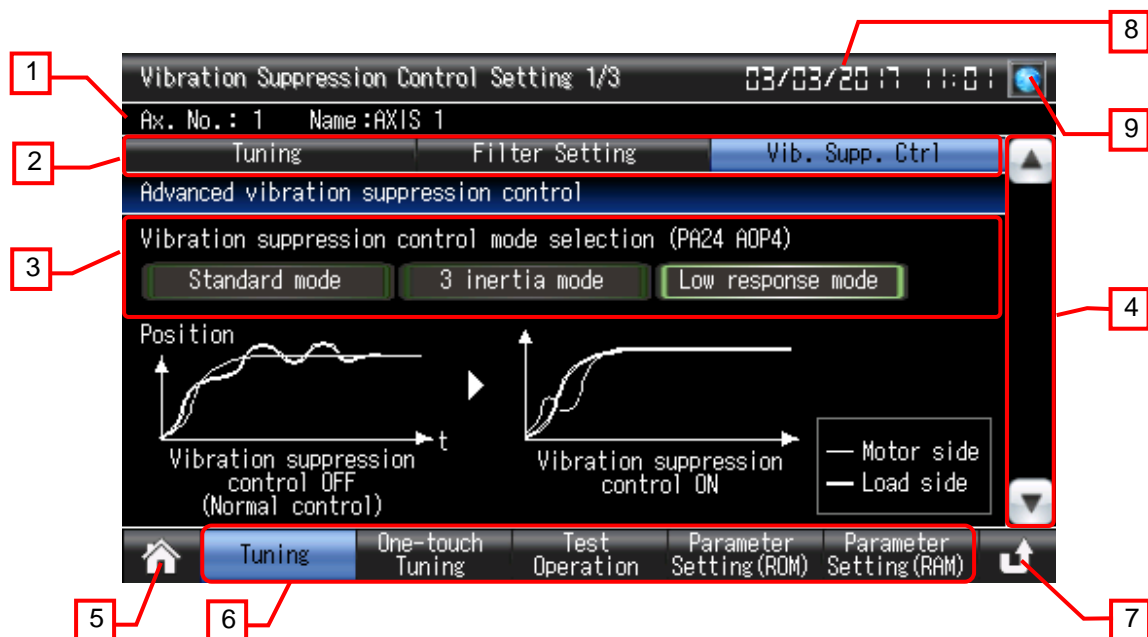 8
1
Vibration Suppression Control Setting 1/3 03/03/2017 11:01
9
Ax. No.: 1 Name:AXIS 1
2
Tuning Filter Setting Vib. Supp. Ctrl
Advanced vibration suppression control
3
Vibration suppression control mode selection (PA24 AOP4)
Standard mode 3 inertia mode Low response mode
4
Position
t
Vibration suppression
control OFF
(Normal control)
Vibration suppression
control ON
Motor side
Load side
Tuning
One-touch
Tuning
Test
Operation
Parameter
Setting(ROM)
Parameter
Setting(RAM)
5
6
7